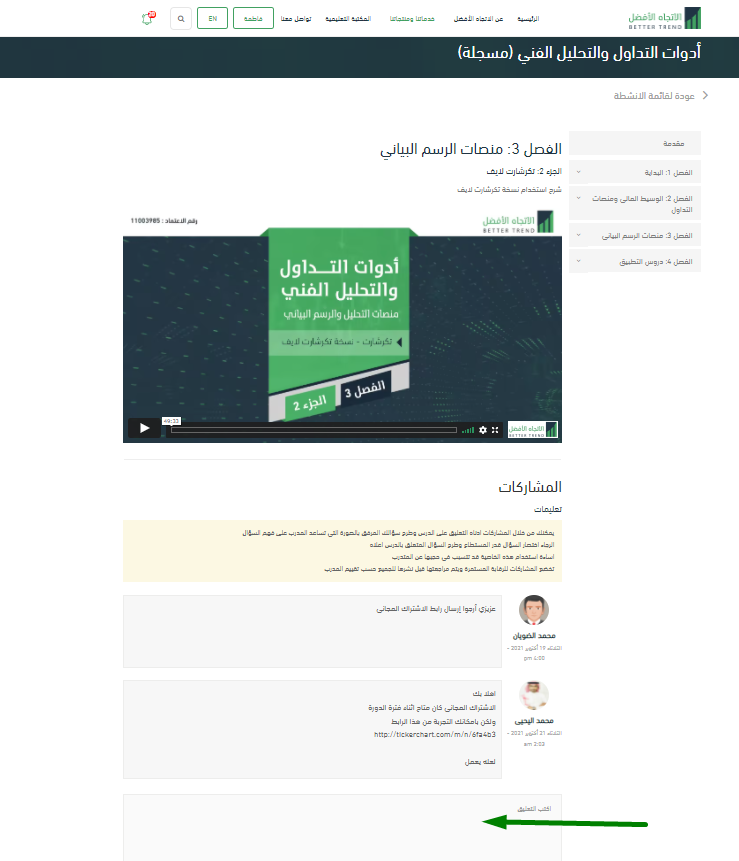 الاتجاه الأفضل
BETTER TREND
الرئيسية
عن الاتجاه الأفضل
خدماتنا ومنتجاتنا
المكتبة التعليمية
تواصل معنا
فاطمة
EN
أدوات التداول والتحليل الفني (مسجلة)
عودة لقائمة الانشطة
مقدمة
الفصل 1: البداية
الفصل 2: الوسيط المالي ومنصات
التداول
الفصل 3: منصات الرسم البياني
الفصل 4: دروس التطبيق
الفصل 3: منصات الرسم البياني
الجزء 2: تكرشارت لايف
شرح استخدام نسخة تكرشارت لايف
الاتجاه الأفضل
BETTER TREND
رقم الاعتماد : 11003985
أدوات التـــداول
والتحليل الفني
منصات التحليل والرسم البياني
تكرشارت - نسخة تكرشارت لايف
الفصل 3
الجزء 2
49:33
الاتجاه الأفضل
BETTER TREND
المشاركات
تعليمات
يمكنك من خلال المشاركات ادناه التعليق على الدرس وطرح سؤالك المرفق بالصورة التي تساعد المدرب على فهم السؤال
الرجاء اختصار السؤال قدر المستطاع وطرح السؤال المتعلق بالدرس اعلاه
اساءة استخدام هذه الخاصية قد تتسبب في حجبها عن المتدرب
تخضع المشاركات للرقابة المستمرة ويتم مراجعتها قبل نشرها للجميع حسب تقييم المدرب
عزيزي أرجوا إرسال رابط الاشتراك المجاني
محمد الضويان
الثلاثاء 19 أكتوبر 2021 -
4:00 pm
اهلا بك
الاشتراك المجاني كان متاح اثناء فترة الدورة
ولكن بامكانك التجربة من هذا الرابط
http://tickerchart.com/m/n/6fa4b3
لعله يعمل
محمد اليحيى
الثلاثاء 21 أكتوبر 2021 -
2:03 am
اكتب التعليق